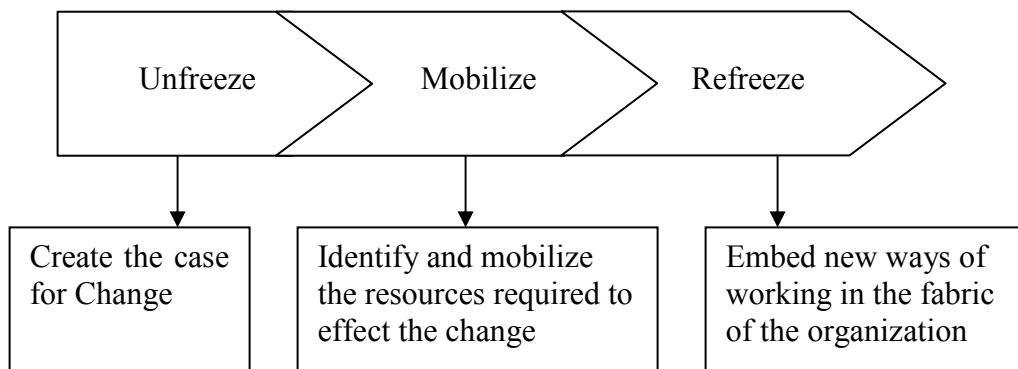 Unfreeze
Mobilize
Refreeze
Create the case
for Change
Identify and mobilize
the resources required to
effect the change
Embed new ways of
working in the fabric
of the organization